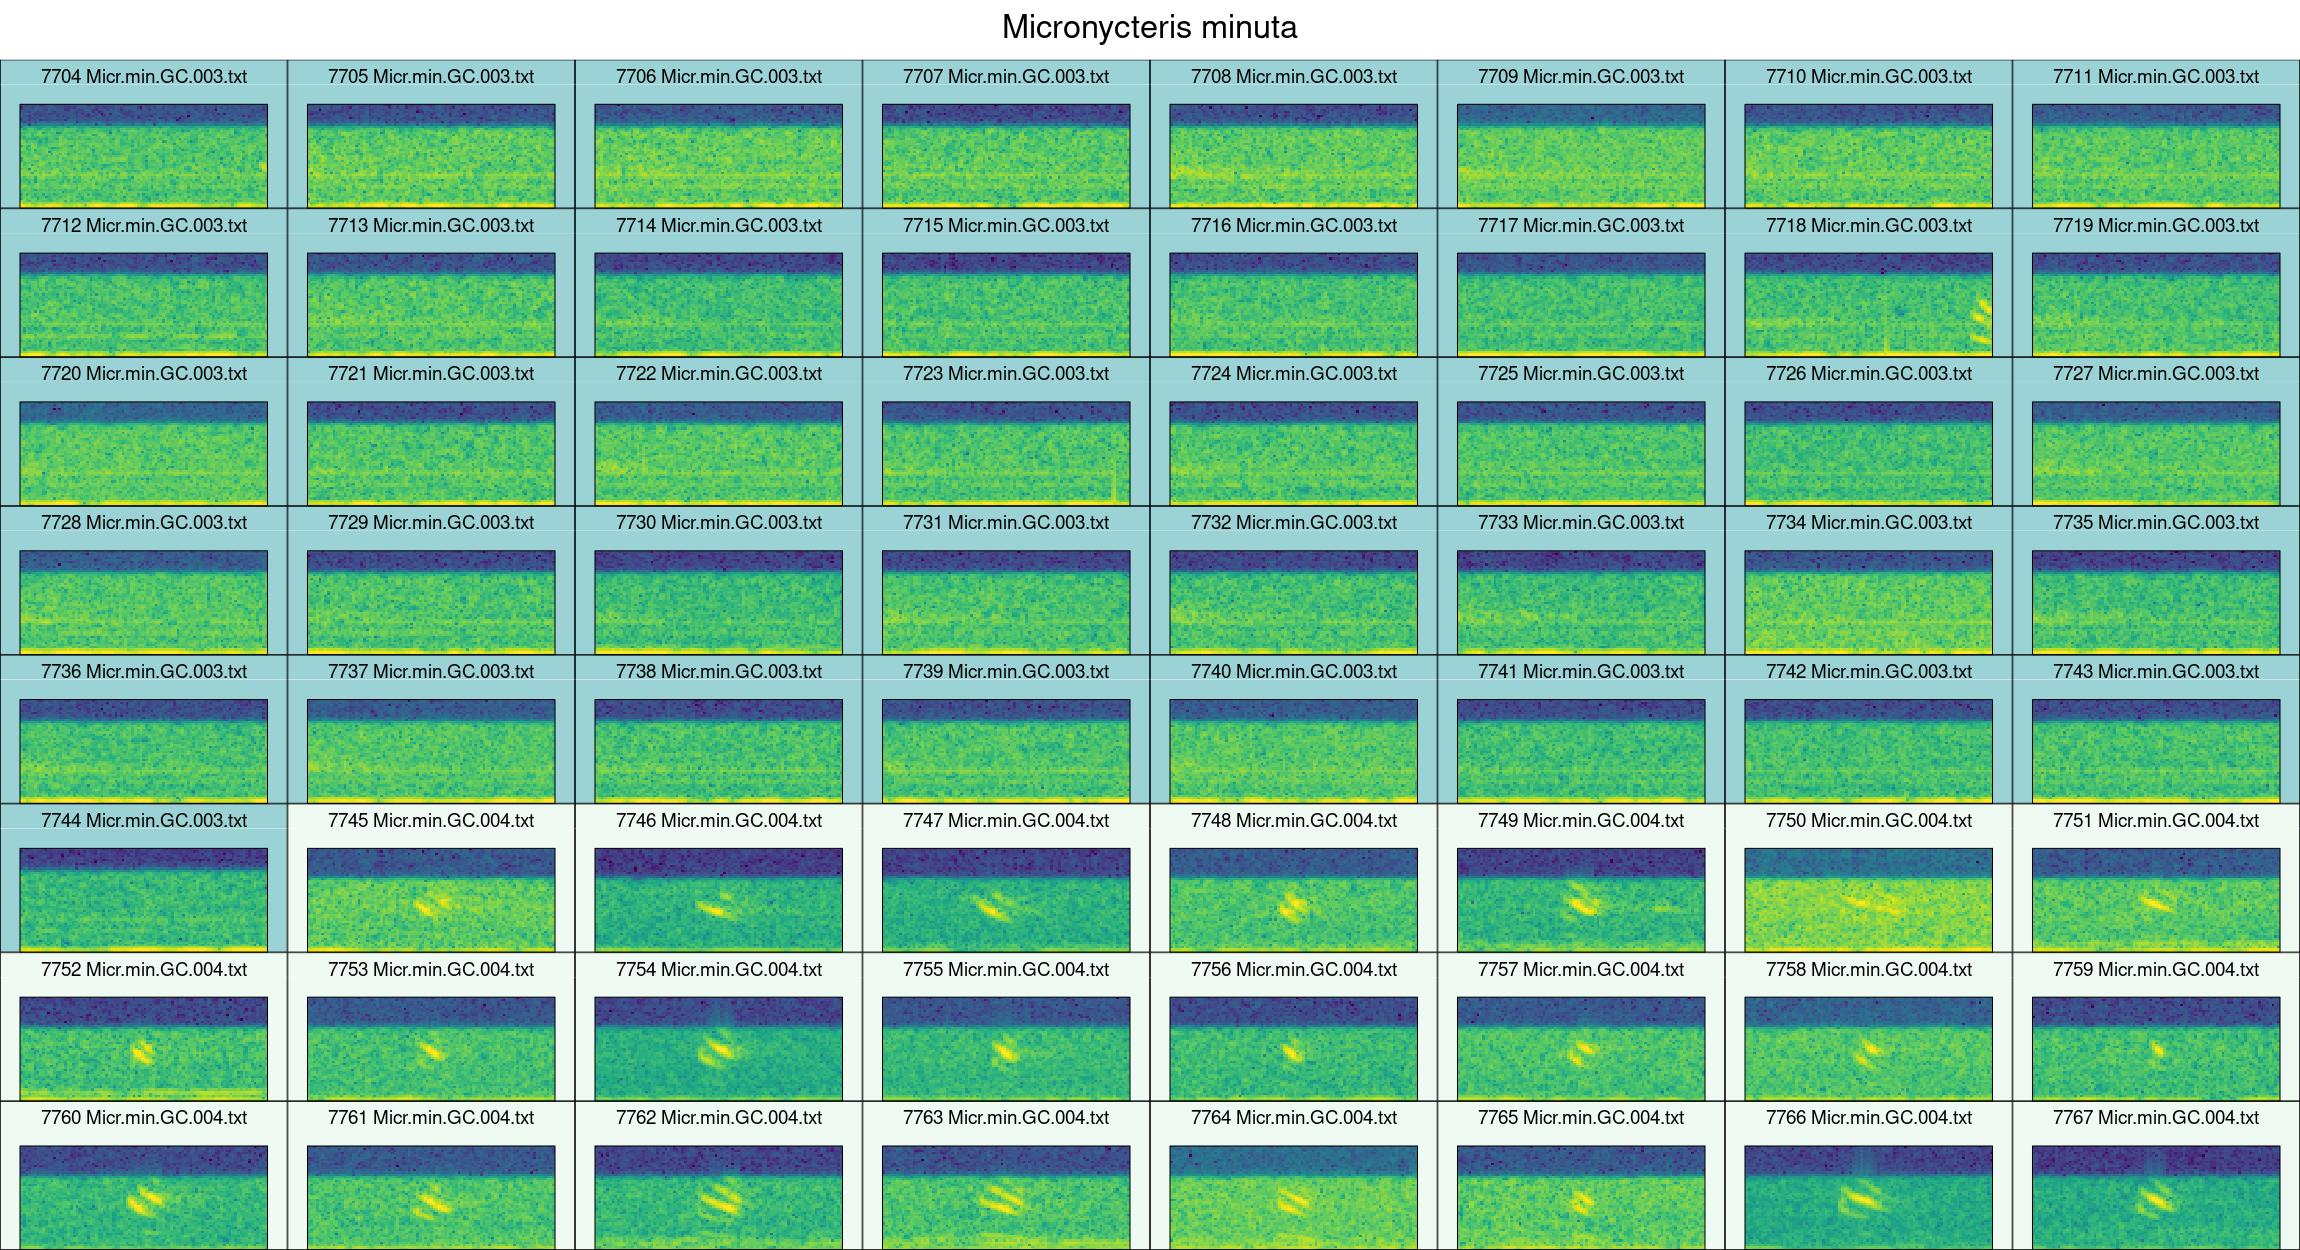 Micronycteris minuta
7704 Micr.min.GC.003.txt 7705 Micr.min.GC.003.txt 7706 Micr.min.GC.003.txt 7707 Micr.min.GC.003.txt 7708 Micr.min.GC.003.txt 7709 Micr.min.GC.003.txt 7710 Micr.min.GC.003.txt 7711 Micr.min.GC.003.txt
7712 Micr.min.GC.003.txt 7713 Micr.min.GC.003.txt 7714 Micr.min.GC.003.txt 7715 Micr.min.GC.003.txt 7716 Micr.min.GC.003.txt 7717 Micr.min.GC.003.txt 7718 Micr.min.GC.003.txt 7719 Micr.min.GC.003.txt
7720 Micr.min.GC.003.txt 7721 Micr.min.GC.003.txt 7722 Micr.min.GC.003.txt 7723 Micr.min.GC.003.txt 7724 Micr.min.GC.003.txt 7725 Micr.min.GC.003.txt 7726 Micr.min.GC.003.txt 7727 Micr.min.GC.003.txt
7728 Micr.min.GC.003.txt 7729 Micr.min.GC.003.txt 7730 Micr.min.GC.003.txt 7731 Micr.min.GC.003.txt 7732 Micr.min.GC.003.txt 7733 Micr.min.GC.003.txt 7734 Micr.min.GC.003.txt 7735 Micr.min.GC.003.txt
7736 Micr.min.GC.003.txt 7737 Micr.min.GC.003.txt 7738 Micr.min.GC.003.txt 7739 Micr.min.GC.003.txt 7740 Micr.min.GC.003.txt 7741 Micr.min.GC.003.txt 7742 Micr.min.GC.003.txt 7743 Micr.min.GC.003.txt
7744 Micr.min.GC.003.txt 7745 Micr.min.GC.004.txt 7746 Micr.min.GC.004.txt 7747 Micr.min.GC.004.txt 7748 Micr.min.GC.004.txt 7749 Micr.min.GC.004.txt 7750 Micr.min.GC.004.txt 7751 Micr.min.GC.004.txt
7752 Micr.min.GC.004.txt 7753 Micr.min.GC.004.txt 7754 Micr.min.GC.004.txt 7755 Micr.min.GC.004.txt 7756 Micr.min.GC.004.txt 7757 Micr.min.GC.004.txt 7758 Micr.min.GC.004.txt 7759 Micr.min.GC.004.txt
7760 Micr.min.GC.004.txt 7761 Micr.min.GC.004.txt 7762 Micr.min.GC.004.txt 7763 Micr.min.GC.004.txt 7764 Micr.min.GC.004.txt 7765 Micr.min.GC.004.txt 7766 Micr.min.GC.004.txt 7767 Micr.min.GC.004.txt